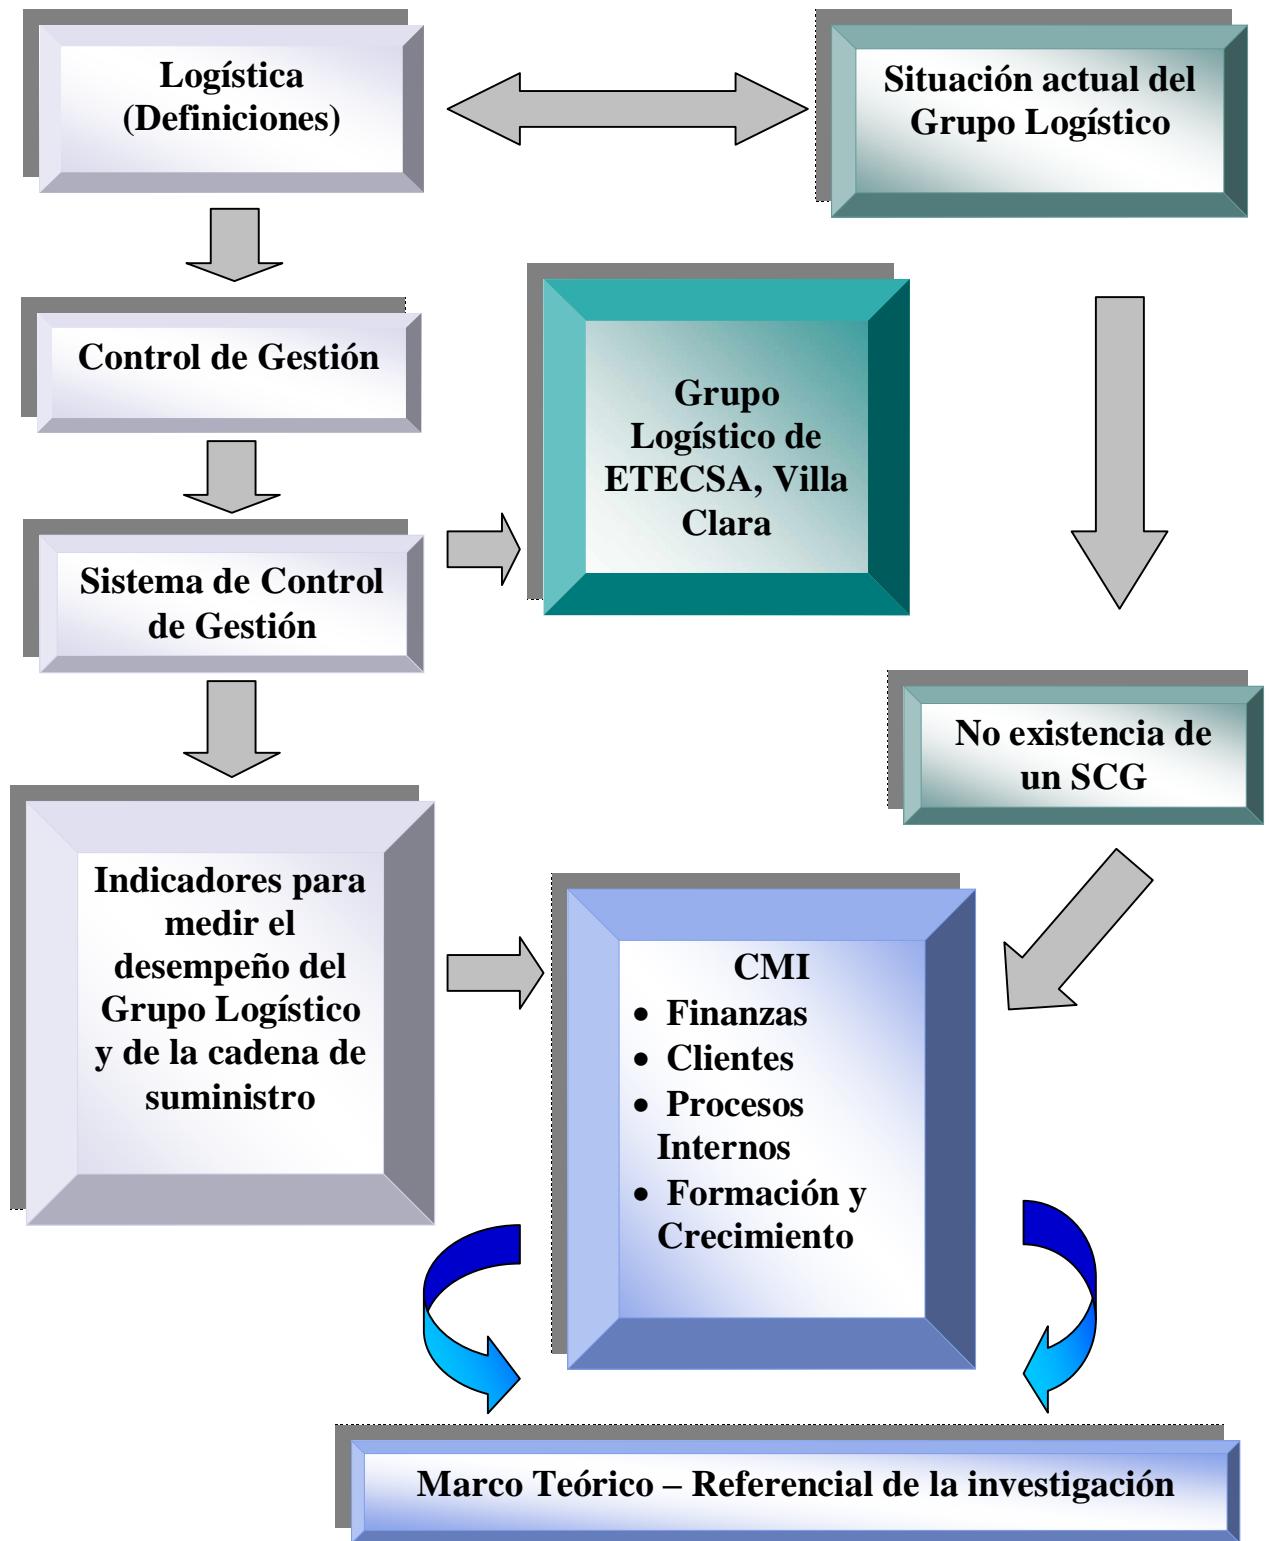 Logística
(Definiciones)
Situación actual del
Grupo Logístico
Control de Gestión
Grupo
Logístico de
ETECSA, Villa
Clara
Sistema de Control
de Gestión
No existencia de
un SCG
Indicadores para
medir el
desempeño del
Grupo Logístico
y de la cadena de
suministro
CMI
• Finanzas
• Clientes
• Procesos
Internos
• Formación y
Crecimiento
Marco Teórico – Referencial de la investigación